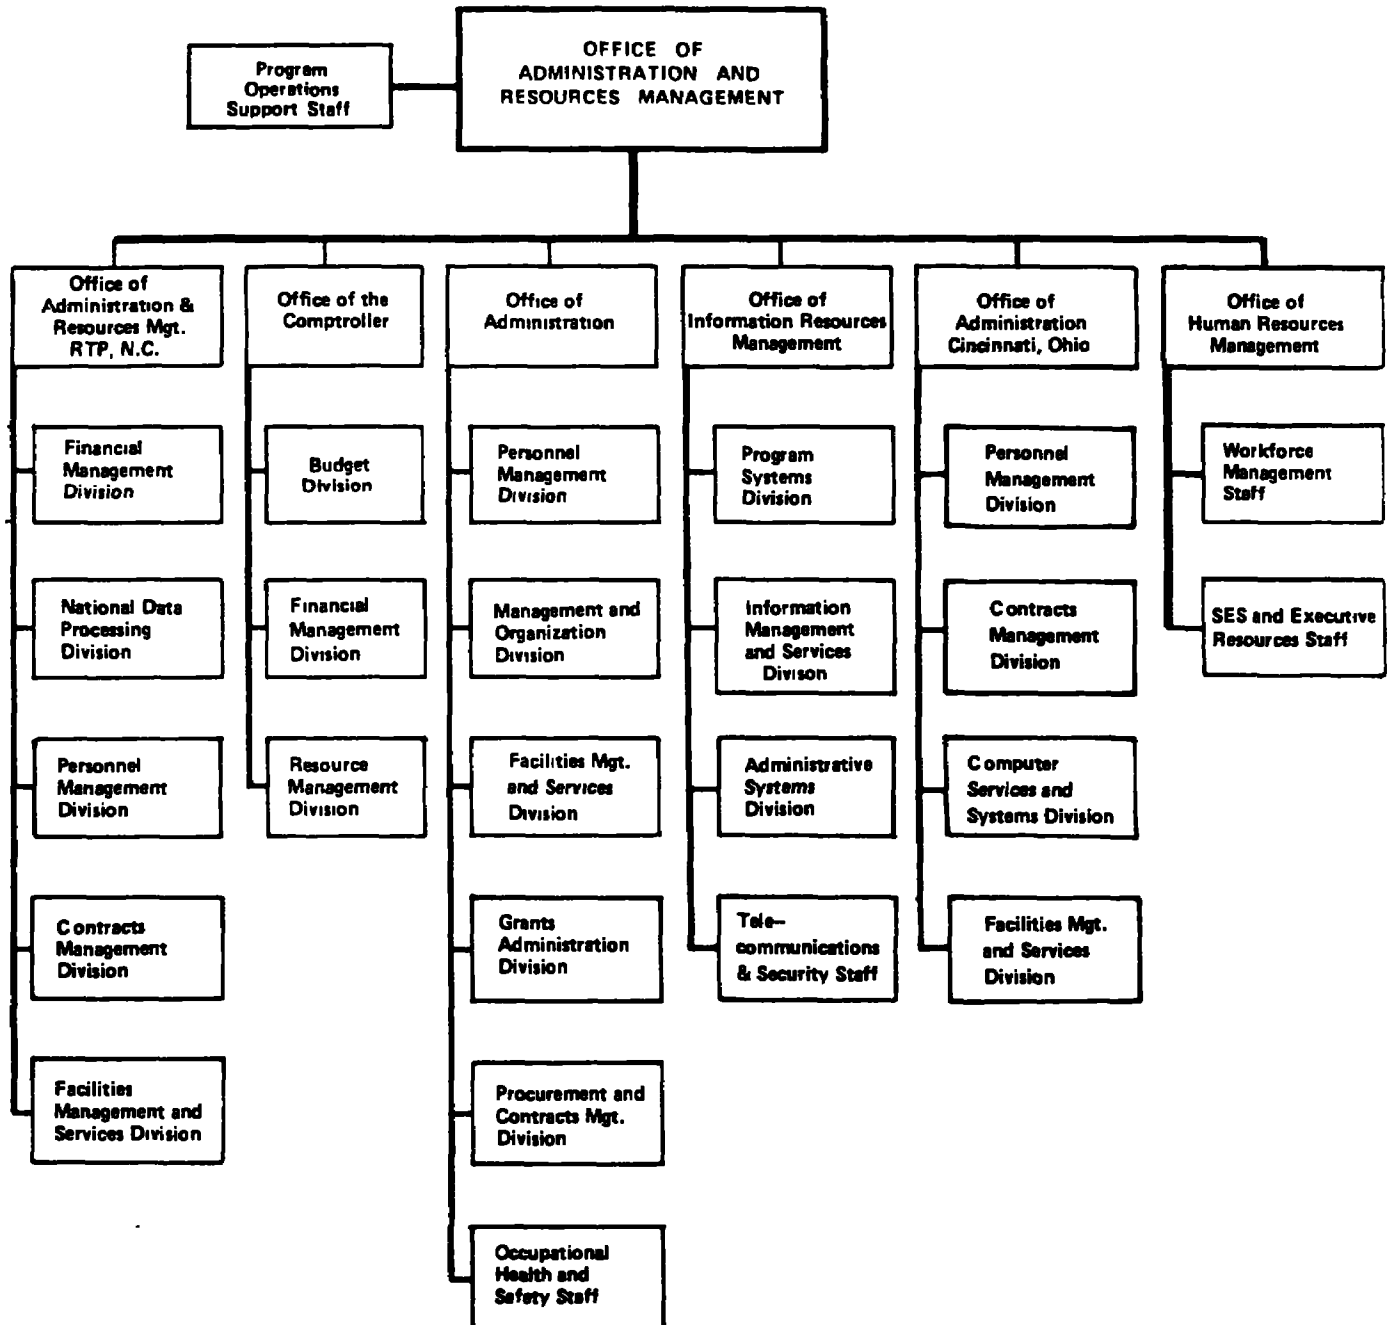 OFFICE OF
ADMINISTRATION AND
RESOURCES MANAGEMENT
Program
Operations
Support Staff
Office of
Administration &
Resources Mgt.
RTP, N.C.
Financial
Management
Division
National Data
Processing
Division
Personnel
Management
Division
Contracts
Management
Division
Facilities
Management and
Services Division
Office of the
Comptroller
Budget
Division
Financial
Management
Division
Resource
Management
Division
Office of
Administration
Personnel
Management
Division
Management and
Organization
Division
Facilities Mgt.
and Services
Division
Grants
Administration
Division
Procurement and
Contracts Mgt.
Division
Occupational
Health and
Safety Staff
Office of
Information Resources
Management
Program
Systems
Division
Information
Management
and Services
Divison
Administrative
Systems
Division
Tele—
communications
& Security Staff
Office of
Administration
Cincinnati, Ohio
Personnel
Management
Division
Contracts
Management
Division
Computer
Services and
Systems Division
Facilities Mgt.
and Services
Division
Office of
Human Resources
Management
Workforce
Management
Staff
SES and Executive
Resources Staff